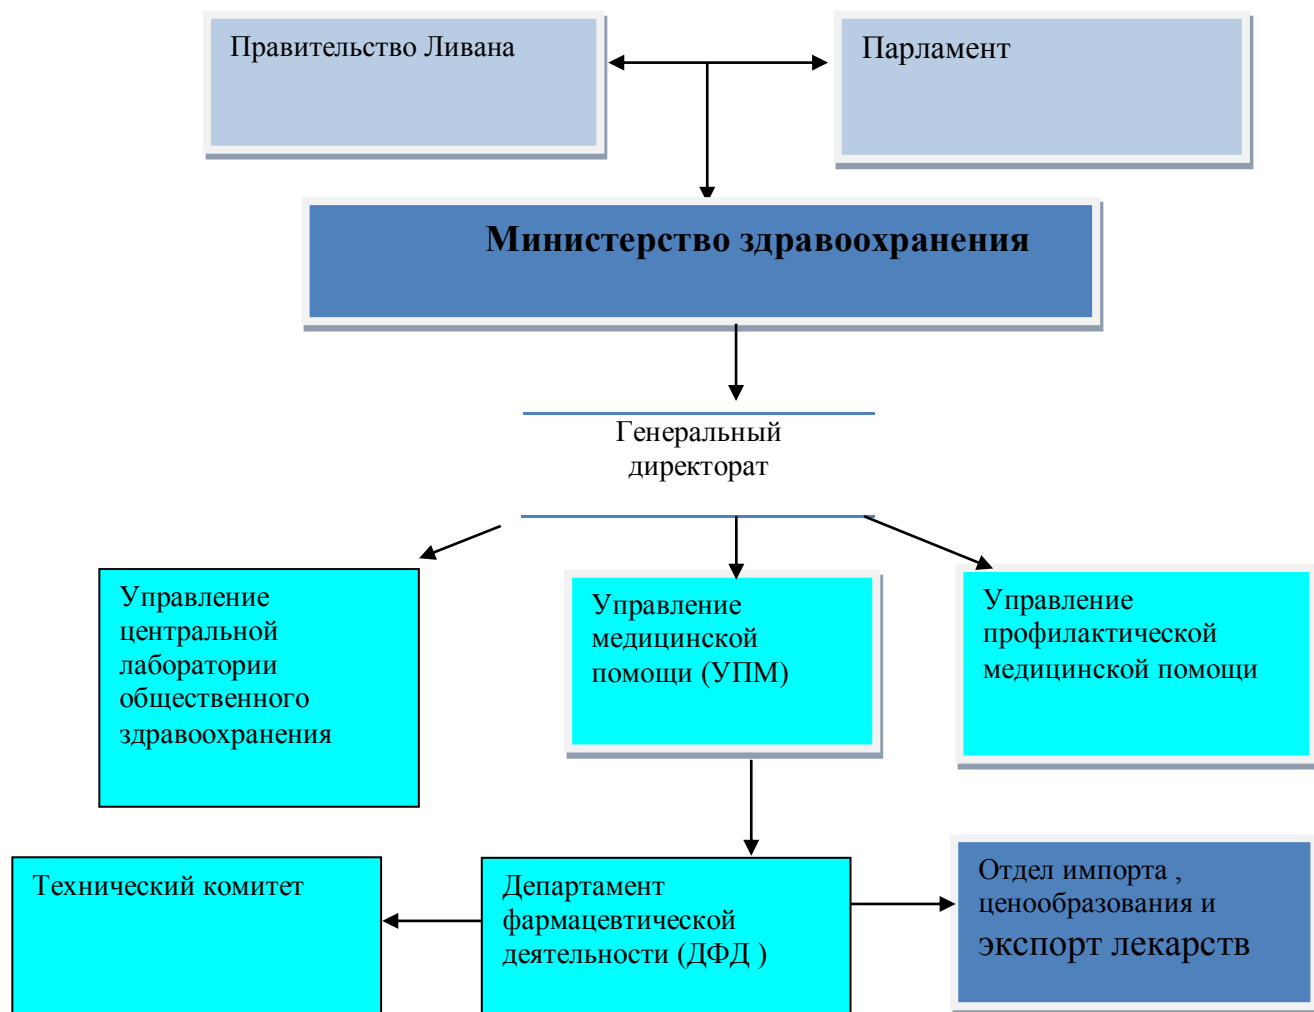 Правительство Ливана
Парламент
Министерство здравоохранения
Генеральный
директорат
Управление
центральной
лаборатории
общественного
здравоохранения
Управление
медицинской
помощи (УПМ)
Управление
профилактической
медицинской помощи
Технический комитет
Департамент
фармацевтической
деятельности (ДФД )
Отдел импорта ,
ценообразования и
экспорт лекарств